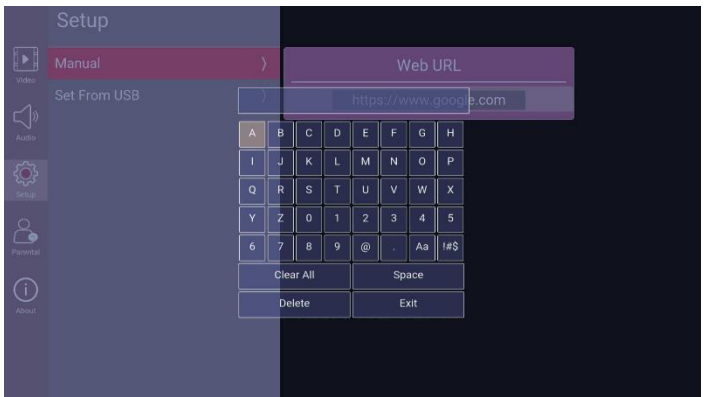 Setup
Manual
Set From USB
Web URL
https://www.google.com
Video
Audio
Setup
Parental
About
A B C D E F G H
I J K L M N O P
Q R S T U V W X
Y Z 0 1 2 3 4 5
6 7 8 9 @ . Aa !#$
Clear All Space
Delete Exit